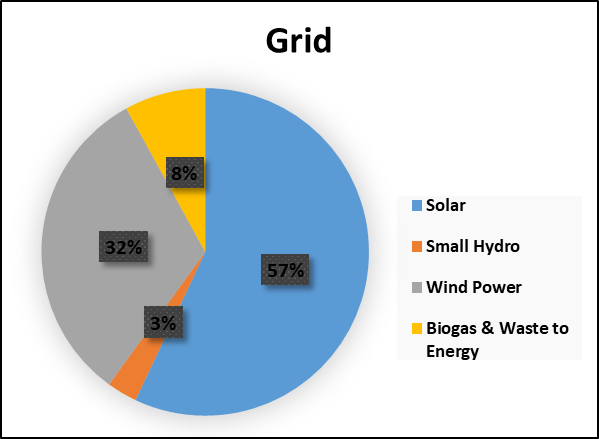 Grid
8%
32%
57%
3%
Solar
Small Hydro
Wind Power
Biogas & Waste to
Energy